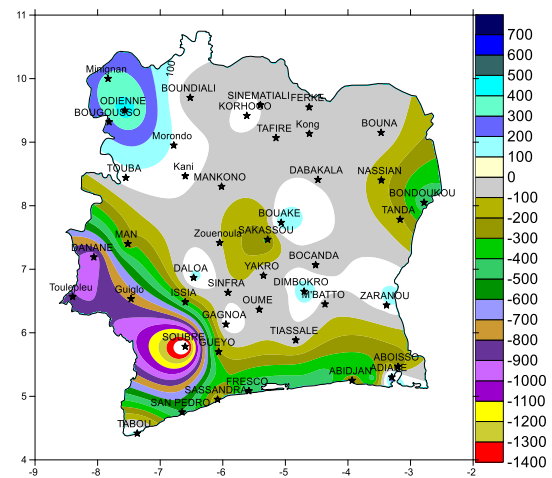 11
10
9
8
7
6
5
4
-9
-8
-7
-6
-5
-4
-3
-2
100
Minignan
ODIENNE
BOUGOUSSO
BOUNDIALI
SINEMATIALI
FERKE
KORHOGO
TAFIRE
Kong
BOUNA
Morondo
TOUBA
Kani
MANKONO
DABAKALA
NASSIAN
BONDOUKOU
TANDA
BOUAKE
SAKASSOU
Zouenoula
MAN
DANANE
BOCANDA
YAKRO
DALOA
SINFRA
DIMBOKRO
M'BATTO
ZARANOU
Toulepleu
Guiglo
ISSIA
OUME
GAGNOA
TIASSALE
SOUBRE
GUEYO
ABOISSO
ADIAKE
ABIDJAN
FRESCO
SASSANDRA
SAN PEDRO
TABOU
700
600
500
400
300
200
100
0
-100
-200
-300
-400
-500
-600
-700
-800
-900
-1000
-1100
-1200
-1300
-1400